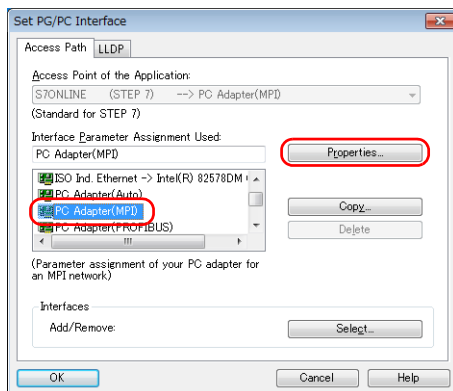 Set PG/PC Interface
Access Path LLDP
Access Point of the Application:
S7ONLINE (STEP 7) --> PC Adapter(MPI)
(Standard for STEP 7)
Interface Parameter Assignment Used:
PC Adapter(MPI)
Properties...
ISO Ind. Ethernet -> Intel(R) 82578DM
PC Adapter(Auto)
PC Adapter(MPI)
PC Adapter(PROFIBUS)
Copy...
Delete
(Parameter assignment of your PC adapter for
an MPI network)
Interfaces
Add/Remove:
Select...
OK Cancel Help